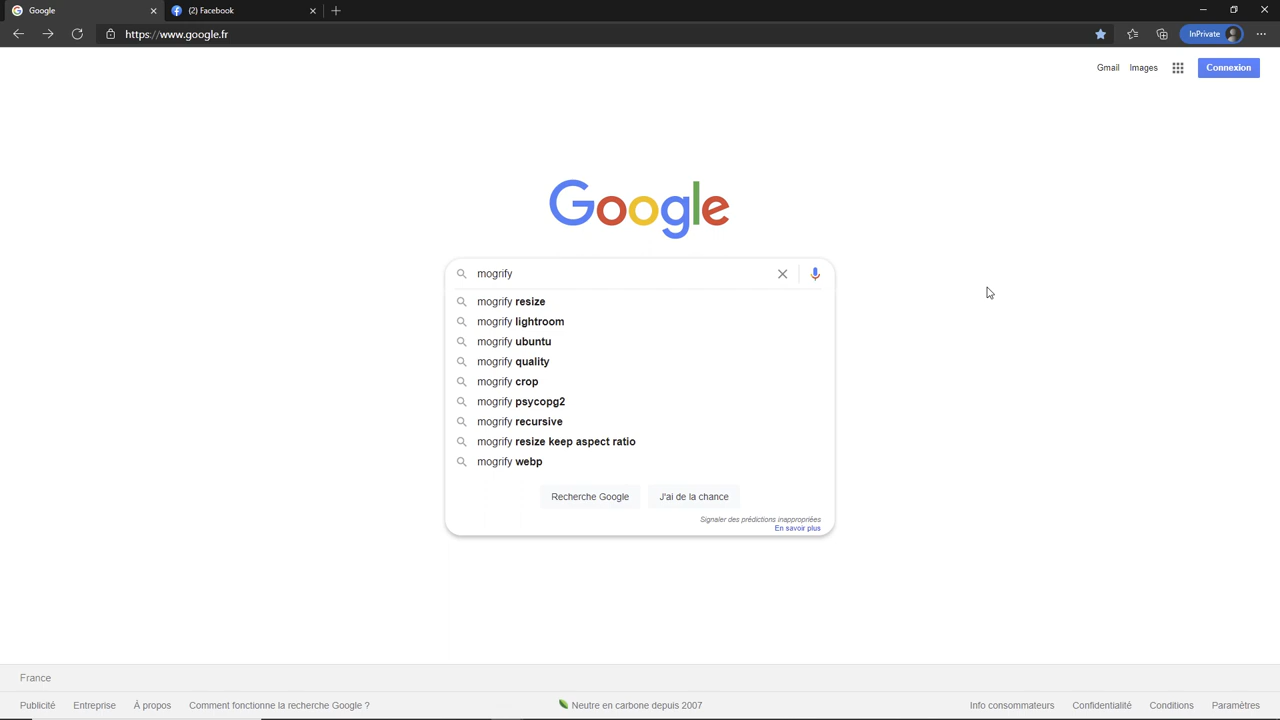 Google
(2) Facebook
https://www.google.fr
InPrivate
Gmail Images Connexion
Google
mogrify
mogrify resize
mogrify lightroom
mogrify ubuntu
mogrify quality
mogrify crop
mogrify psycopg2
mogrify recursive
mogrify resize keep aspect ratio
mogrify webp
Recherche Google J'ai de la chance
Signaler des prédictions inappropriées
En savoir plus
France
Publicité Entreprise À propos Comment fonctionne la recherche Google ? Neutre en carbone depuis 2007 Info consommateurs Confidentialité Conditions Paramètres